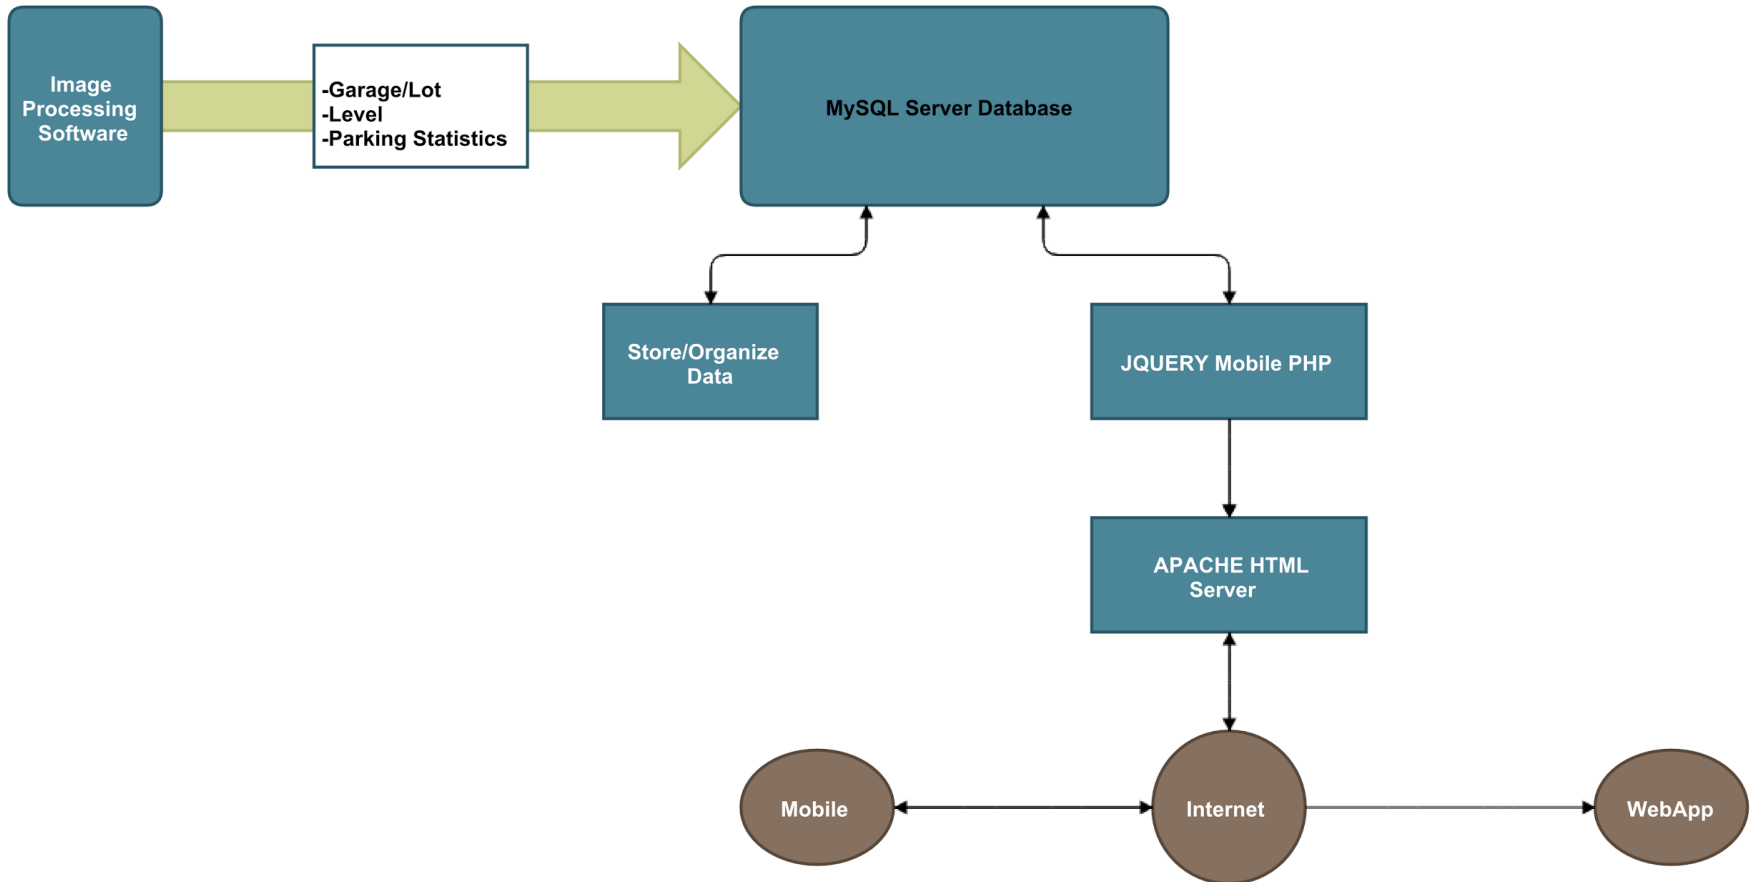 Image
Processing
Software
-Garage/Lot
-Level
-Parking Statistics
MySQL Server Database
Store/Organize
Data
JQUERY Mobile PHP
APACHE HTML
Server
Mobile
Internet
WebApp